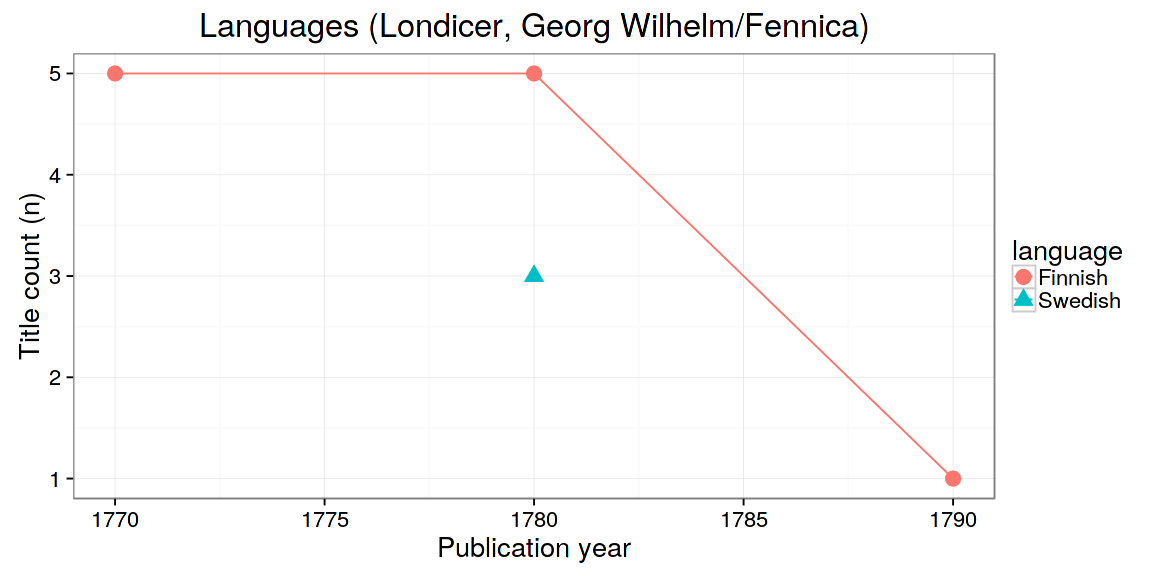 Languages (Londicer, Georg Wilhelm/Fennica)
Title count (n)
5
4
3
2
1
1770 1775 1780 1785 1790
Publication year
language
Finnish
Swedish